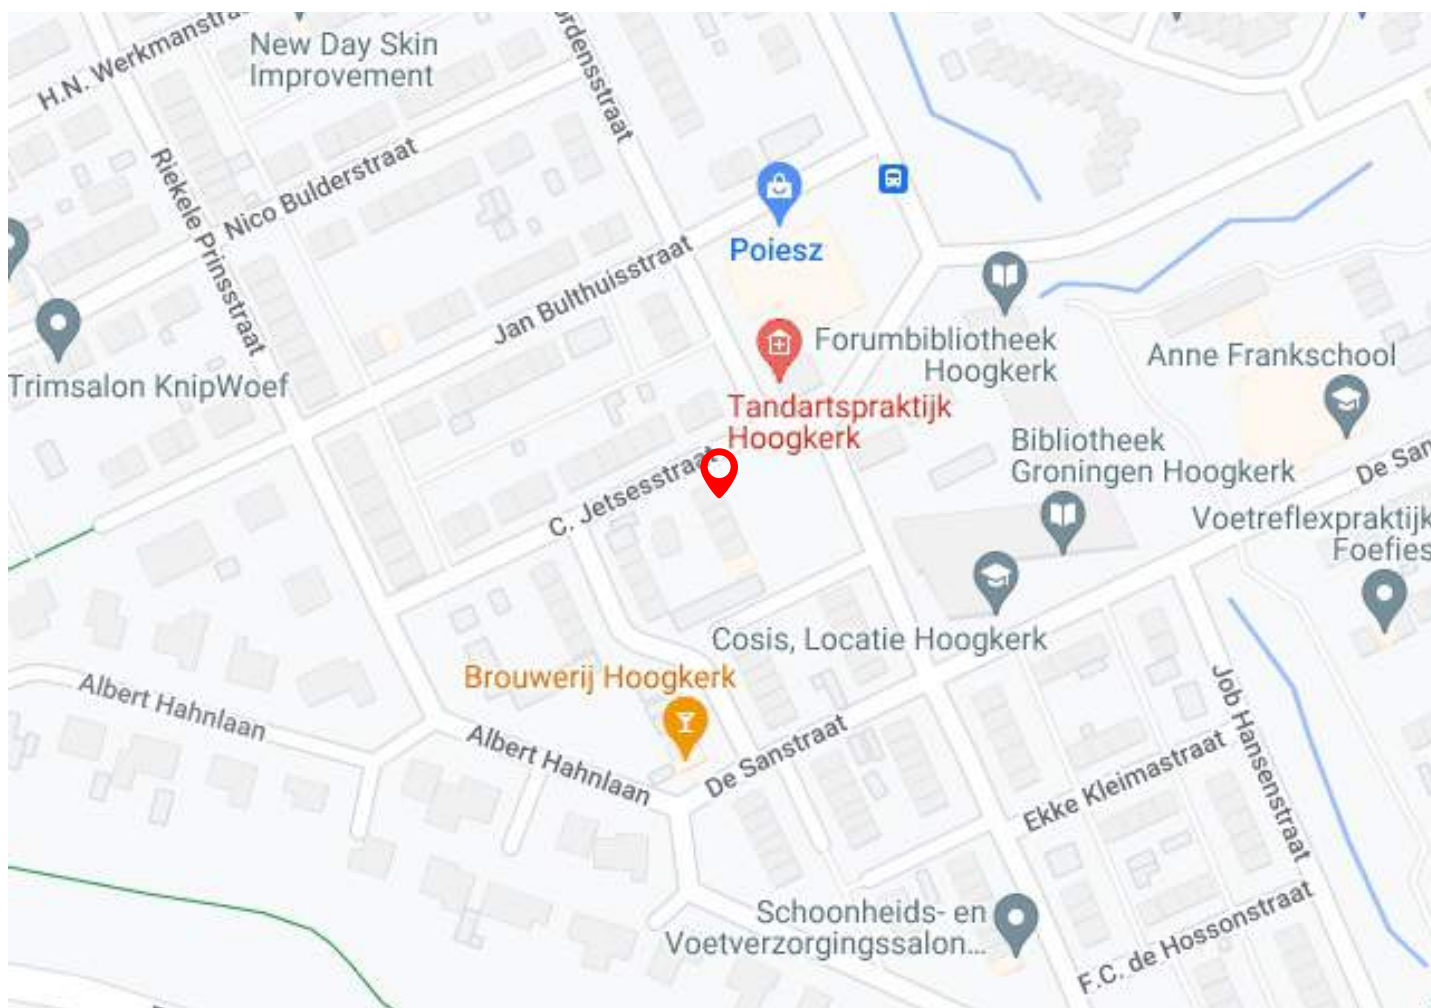 H.N. Werkmanstra
New Day Skin
Improvement
ordensstraat
Riekele Prinsstraat
Nico Bulderstraat
Poiesz
Jan Bulthuisstraat
Trimsalon KnipWoef
Forumbibliotheek
Hoogkerk
Anne Frankschool
Tandartspraktijk
Hoogkerk
Bibliotheek
Groningen Hoogkerk
De San
C. Jetsesstraat
Voetreflexpraktijk
Foefies
Cosis, Locatie Hoogkerk
Brouwerij Hoogkerk
Albert Hahnlaan
Albert Hahnlaan
De Sanstraat
Job Hansenstraat
Ekke Kleimastraat
Schoonheids- en
Voetverzorgingssalon...
F.C. de Hossonstraat